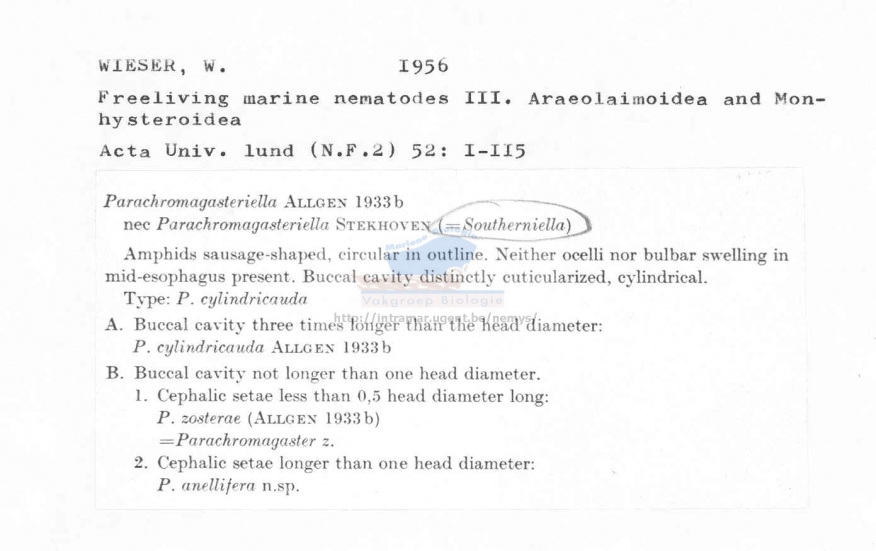 WIESER, W. 1956
Freeliving marine nematodes III. Araeolaimoidea and Mon-
hysteroidea
Acta Univ. lund (N.F.2) 52: I-II5
Parachromagasteriella ALLGEN 1933b
nec Parachromagasteriella STEKHOVEN (=Southerniella)
Amphids sausage-shaped, circular in outline. Neither ocelli nor bulbar swelling in
mid-esophagus present. Buccal cavity distinctly cuticularized, cylindrical.
Type: P. cylindricauda
Vakgroep Biologie
http://intramar.ugent.be/nemys/
A. Buccal cavity three times longer than the head diameter:
P. cylindricauda ALLGEN 1933b
B. Buccal cavity not longer than one head diameter.
1. Cephalic setae less than 0,5 head diameter long:
P. zosterae (ALLGEN 1933b)
=Parachromagaster z.
2. Cephalic setae longer than one head diameter:
P. anellifera n.sp.